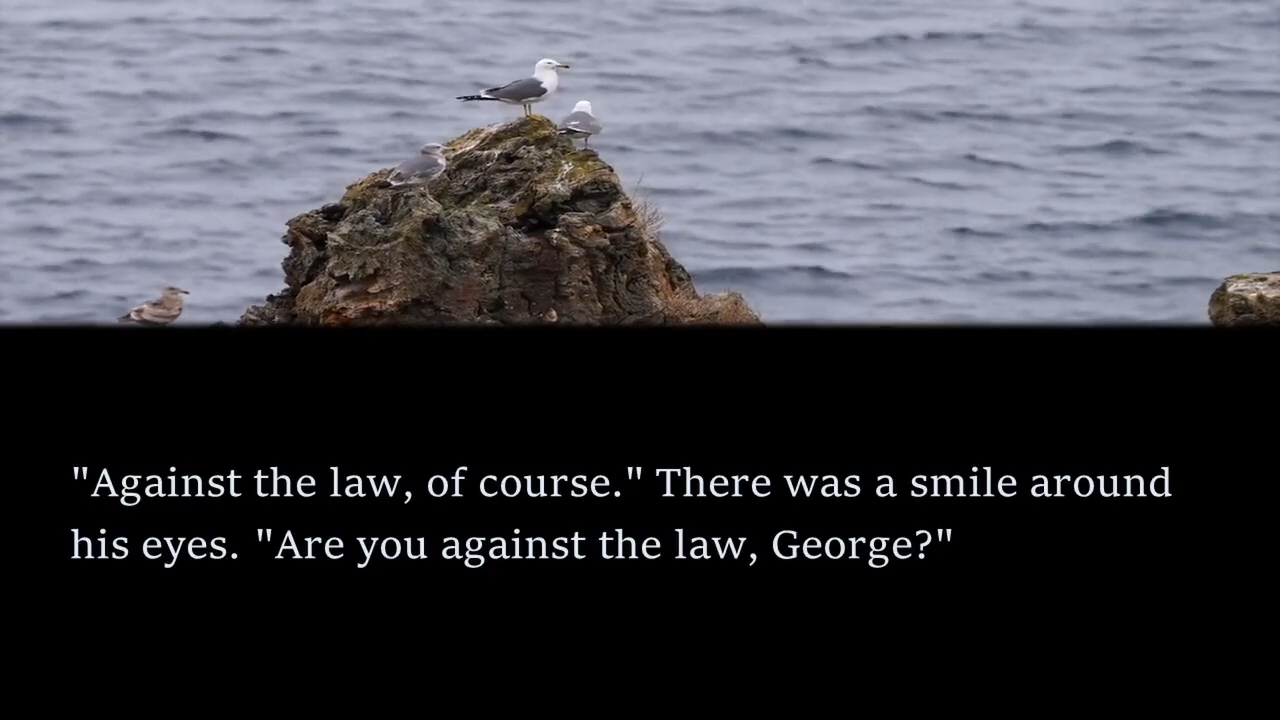 "Against the law, of course." There was a smile around
his eyes. "Are you against the law, George?"